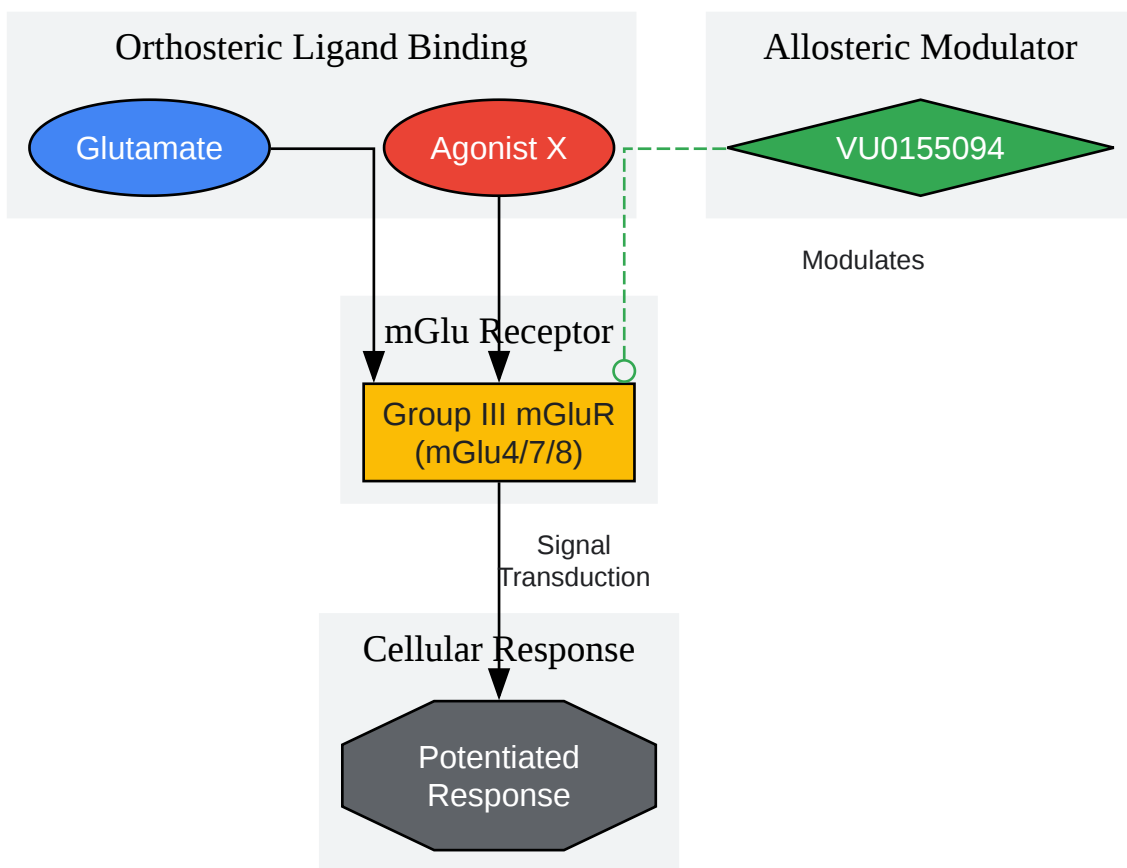 Orthosteric Ligand Binding
Allosteric Modulator
Glutamate
Agonist X
VU0155094
Modulates
mGlu Receptor
Group III mGluR
(mGlu4/7/8)
Signal
Transduction
Cellular Response
Potentiated
Response